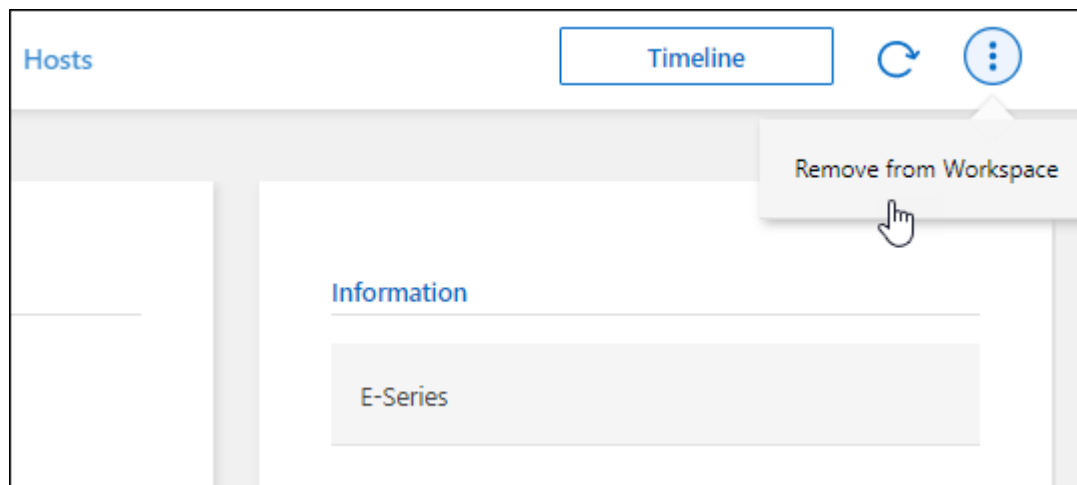 Hosts
Timeline
Remove from Workspace
Information
E-Series